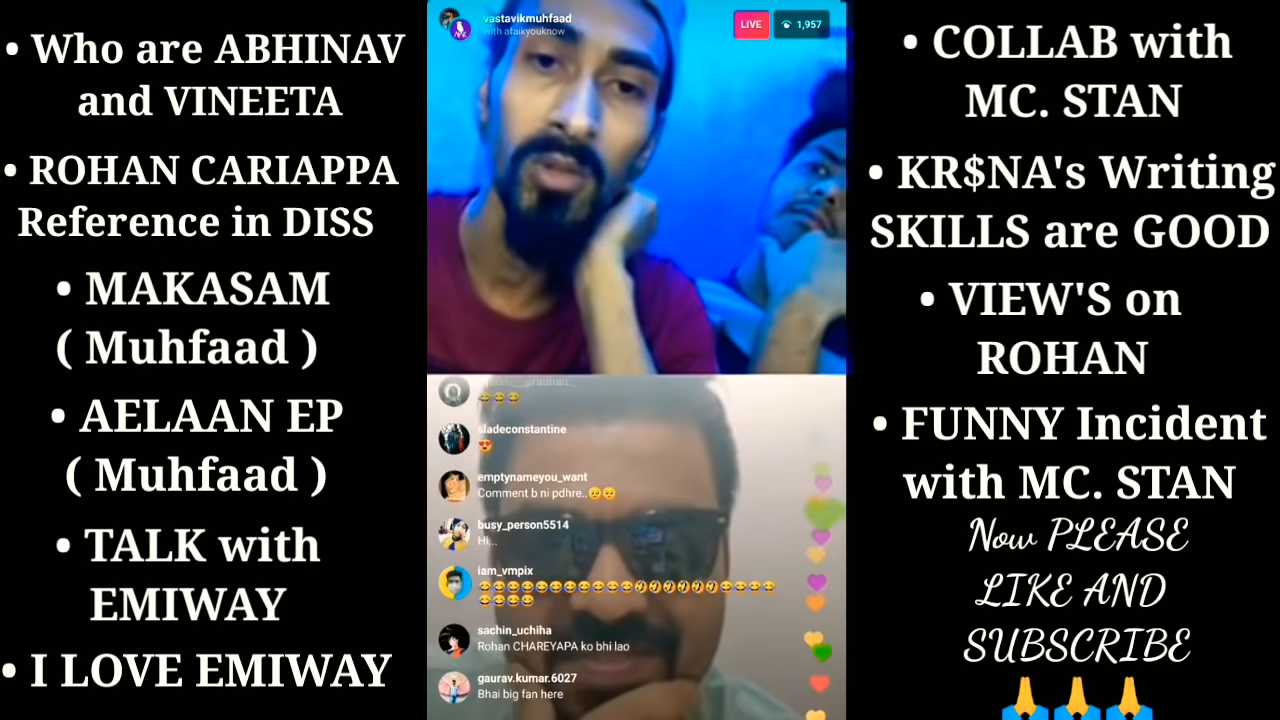 • Who are ABHINAV
and VINEETA
• ROHAN CARIAPPA
Reference in DISS
• MAKASAM
( Muhfaad )
• AELAAN EP
( Muhfaad )
• TALK with
EMIWAY
• I LOVE EMIWAY
vastavikmuhfaad
with afaikyouknow
LIVE
1,957
😂😂😂
sladeconstantine
😍
emptynameyou_want
Comment b ni pdhre..🥺🥺
busy_person5514
Hi...
iam_vmpix
😂😂😂😂😂😂😂😂😂😂😂🤣🤣🤣🤣🤣🤣😂😂😂😂
😂😂😂😂
sachin_uchiha
Rohan CHAREYAPA ko bhi lao
gaurav.kumar.6027
Bhai big fan here
• COLLAB with
MC. STAN
• KR$NA's Writing
SKILLS are GOOD
• VIEW'S on
ROHAN
• FUNNY Incident
with MC. STAN
Now PLEASE
LIKE AND
SUBSCRIBE
🙏🙏🙏